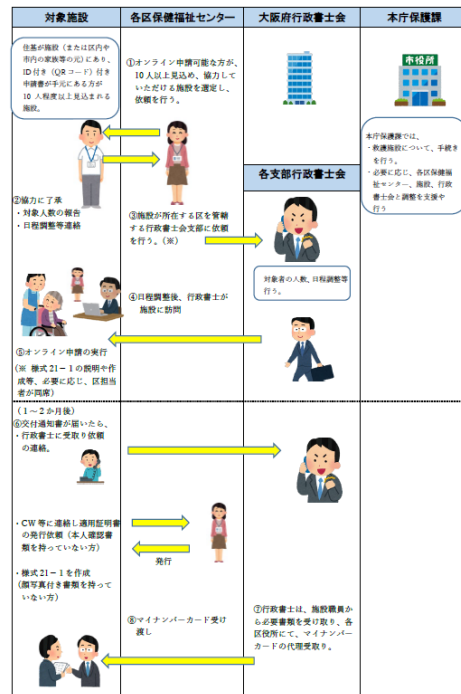 対象施設
各区保健福祉センター
大阪府行政書士会
本庁保護課
住基が施設(または区内や
市内の家族等の元)にあり、
ID付き(QRコード)付き
申請書が手元にある方が
10人程度以上見込まれる
施設。
①オンライン申請可能な方が、
10人以上見込め、協力して
いただける施設を選定し、
依頼を行う。
市役所
本庁保護課では、
・救護施設について、手続き
を行う。
・必要に応じ、各区保健福
祉センター、施設、行政
書士会と調整を支援や
行う
各支部行政書士会
②協力に了承
・対象人数の報告
・日程調整等連絡
③施設が所在する区を管轄
する行政書士会支部に依頼
を行う。(※)
対象者の人数、日程調整等
行う。
④日程調整後、行政書士が
施設に訪問
⑤オンライン申請の実行
(※ 様式21-1の説明や作
成等、必要に応じ、区担当
者が同席)
(1~2か月後)
⑥交付通知書が届いたら、
・行政書士に受取り依頼
の連絡。
・CW等に連絡し適用証明書
の発行依頼(本人確認書
類を持っていない方)
発行
・様式21-1を作成
(顔写真付き書類を持って
いない方)
⑦行政書士は、施設職員か
ら必要書類を受け取り、各
区役所にて、マイナンバー
カードの代理受取り。
⑧マイナンバーカード受け
渡し